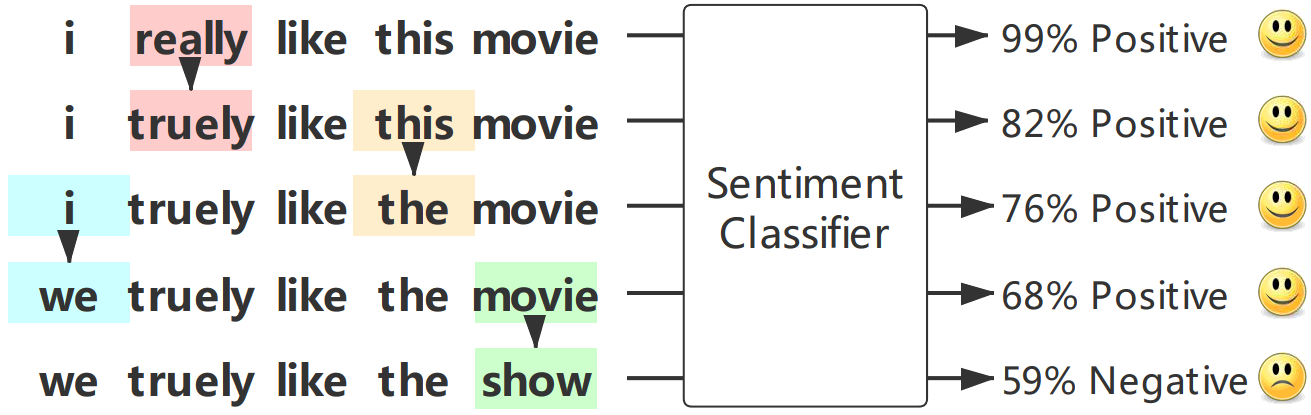 i really like this movie 99% Positive
i truely like this movie 82% Positive
i truely like the movie 76% Positive
we truely like the movie 68% Positive
we truely like the show 59% Negative
Sentiment
Classifier